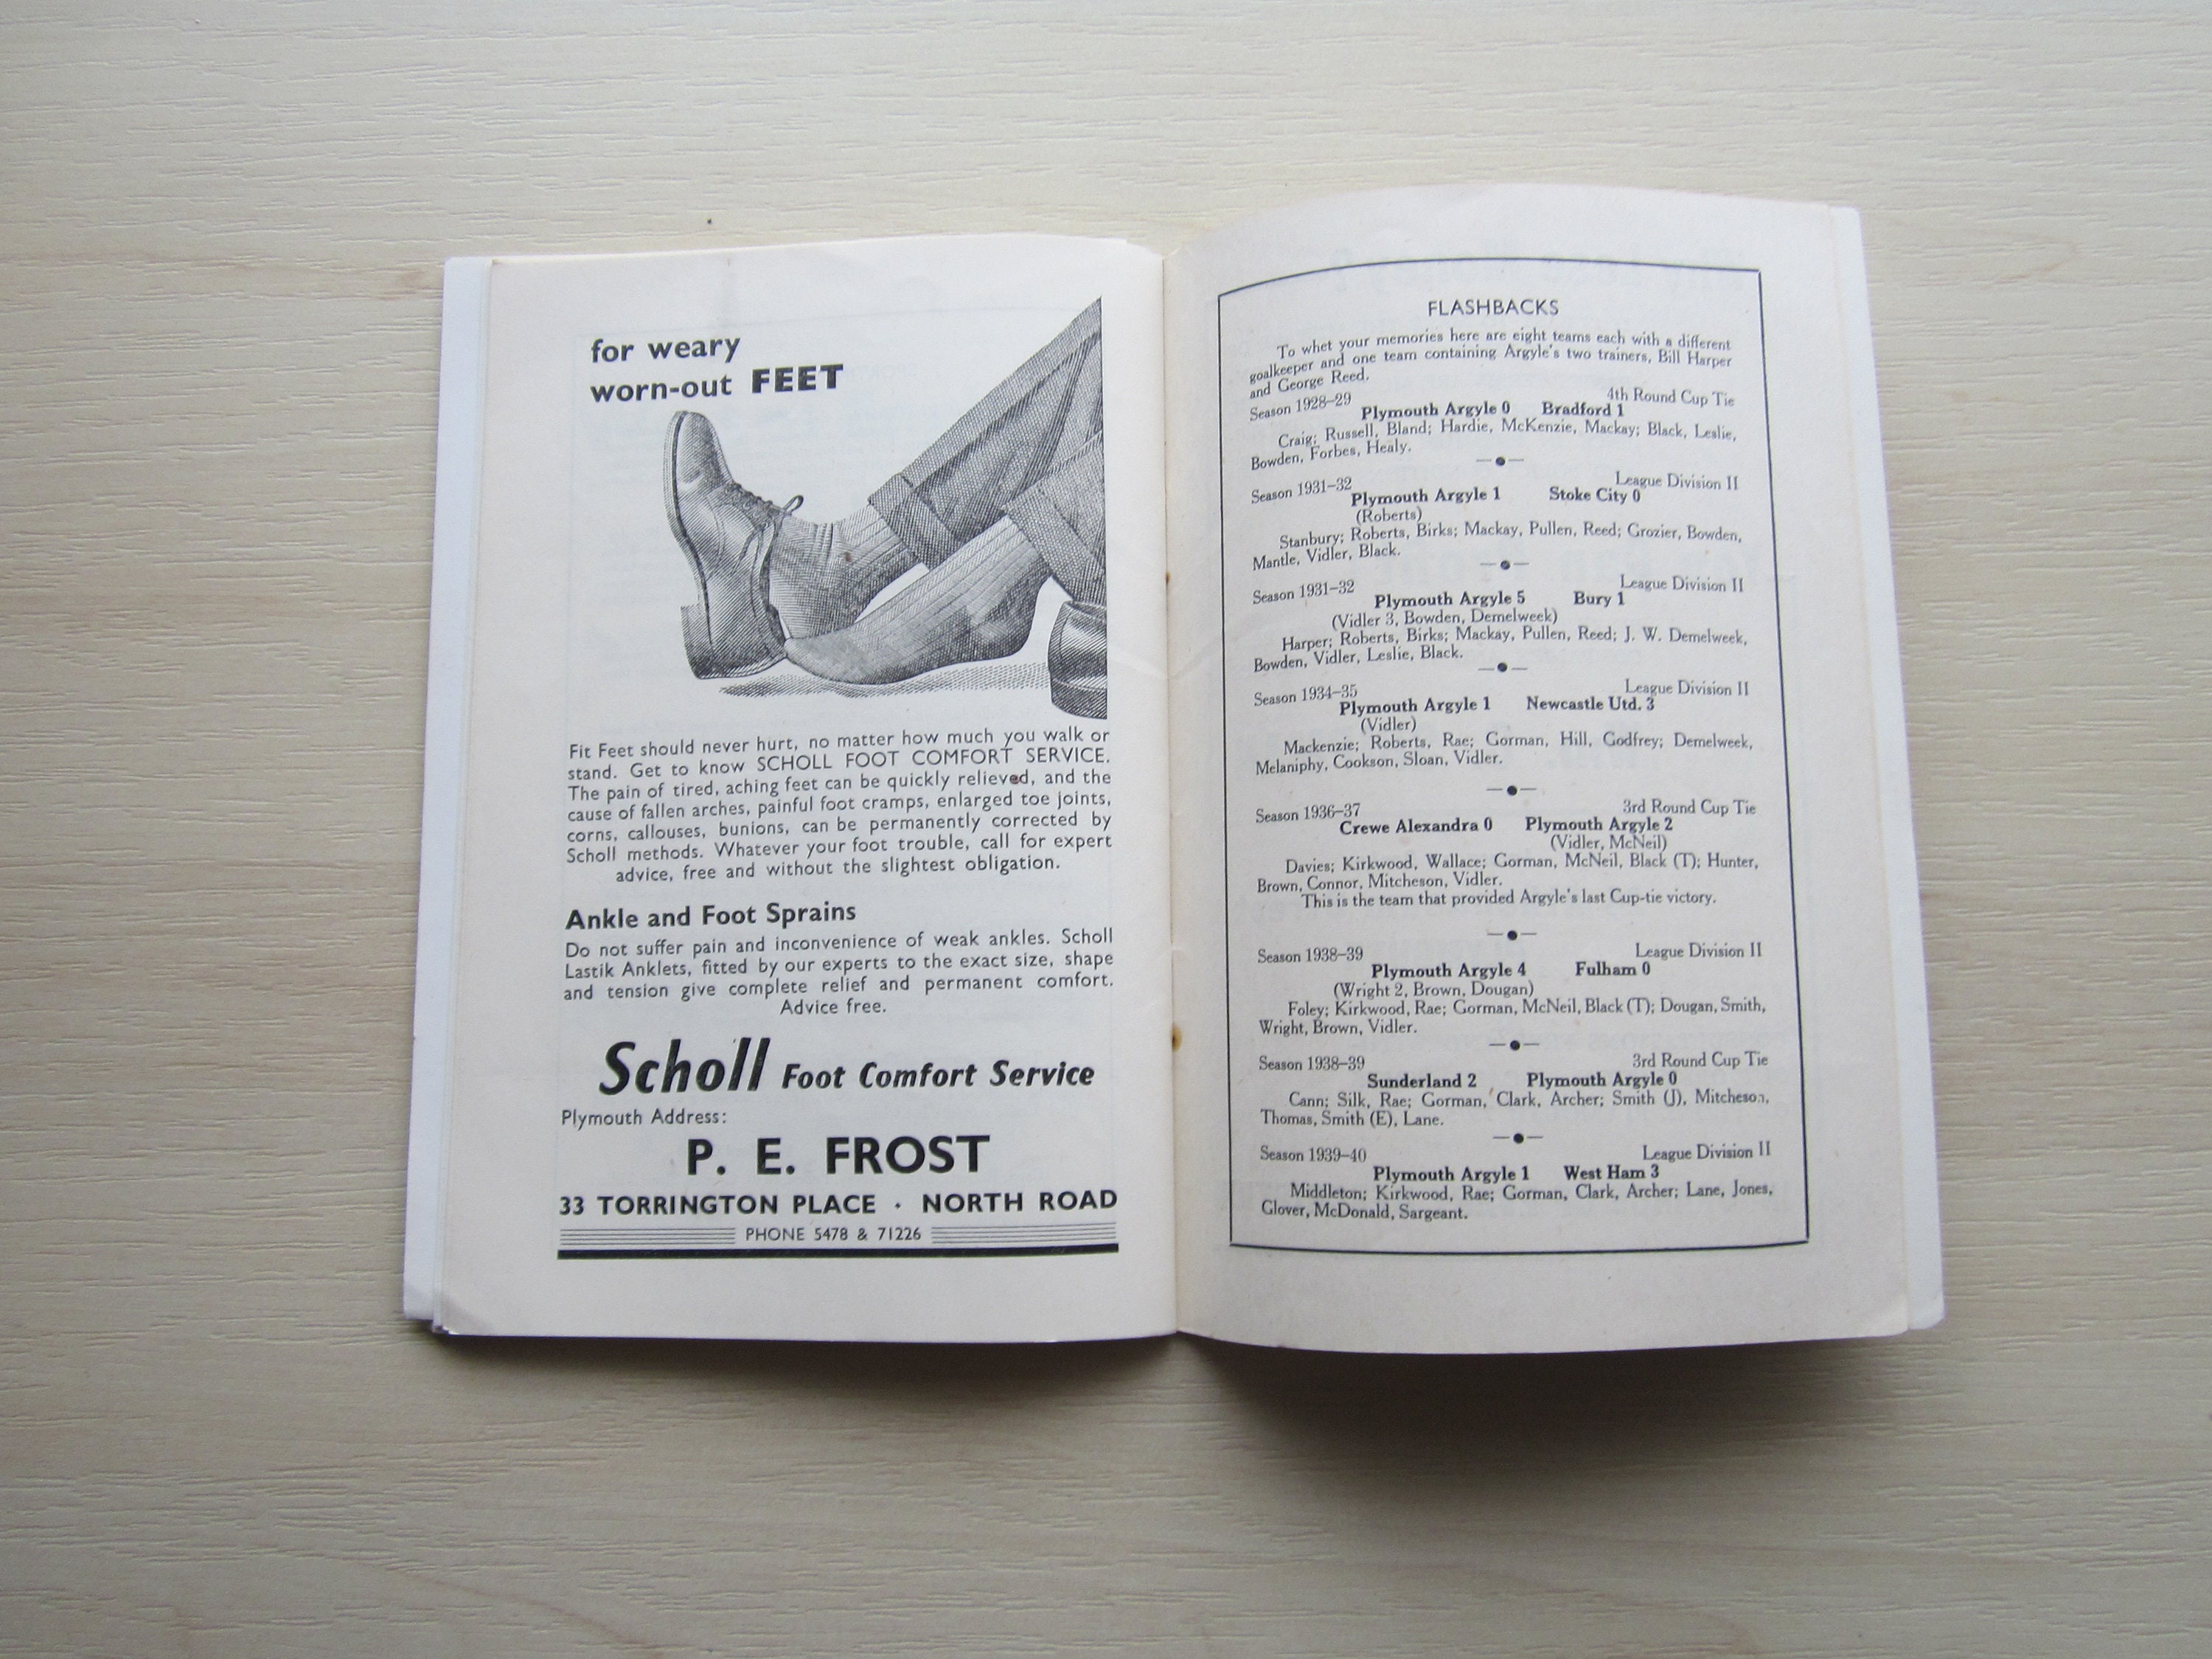 for weary
worn-out FEET
Fit Feet should never hurt, no matter how much you walk or
stand. Get to know SCHOLL FOOT COMFORT SERVICE.
The pain of tired, aching feet can be quickly relieved, and the
cause of fallen arches, painful foot cramps, enlarged toe joints,
corns, callouses, bunions, can be permanently corrected by
Scholl methods. Whatever your foot trouble, call for expert
advice, free and without the slightest obligation.
Ankle and Foot Sprains
Do not suffer pain and inconvenience of weak ankles. Scholl
Lastik Anklets, fitted by our experts to the exact size, shape
and tension give complete relief and permanent comfort.
Advice free.
Scholl Foot Comfort Service
Plymouth Address:
P. E. FROST
33 TORRINGTON PLACE · NORTH ROAD
PHONE 5478 & 71226
FLASHBACKS
To whet your memories here are eight teams each with a different
goalkeeper and one team containing Argyle's two trainers, Bill Harper
and George Reed.
Season 1928–29 4th Round Cup Tie
Plymouth Argyle 0 Bradford 1
Craig; Russell, Bland; Hardie, McKenzie, Mackay; Black, Leslie,
Bowden, Forbes, Healy.
Season 1931–32 League Division II
Plymouth Argyle 1 Stoke City 0
(Roberts)
Stanbury; Roberts, Birks; Mackay, Pullen, Reed; Grozier, Bowden,
Mantle, Vidler, Black.
Season 1931–32 League Division II
Plymouth Argyle 5 Bury 1
(Vidler 3, Bowden, Demelweek)
Harper; Roberts, Birks; Mackay, Pullen, Reed; J. W. Demelweek,
Bowden, Vidler, Leslie, Black.
Season 1934–35 League Division II
Plymouth Argyle 1 Newcastle Utd. 3
(Vidler)
Mackenzie; Roberts, Rae; Gorman, Hill, Godfrey; Demelweek,
Melaniphy, Cookson, Sloan, Vidler.
Season 1936–37 3rd Round Cup Tie
Crewe Alexandra 0 Plymouth Argyle 2
(Vidler, McNeil)
Davies; Kirkwood, Wallace; Gorman, McNeil, Black (T); Hunter,
Brown, Connor, Mitcheson, Vidler.
This is the team that provided Argyle's last Cup-tie victory.
Season 1938–39 League Division II
Plymouth Argyle 4 Fulham 0
(Wright 2, Brown, Dougan)
Foley; Kirkwood, Rae; Gorman, McNeil, Black (T); Dougan, Smith,
Wright, Brown, Vidler.
Season 1938–39 3rd Round Cup Tie
Sunderland 2 Plymouth Argyle 0
Cann; Silk, Rae; Gorman, Clark, Archer; Smith (J), Mitcheson,
Thomas, Smith (E), Lane.
Season 1939–40 League Division II
Plymouth Argyle 1 West Ham 3
Middleton; Kirkwood, Rae; Gorman, Clark, Archer; Lane, Jones,
Glover, McDonald, Sargeant.